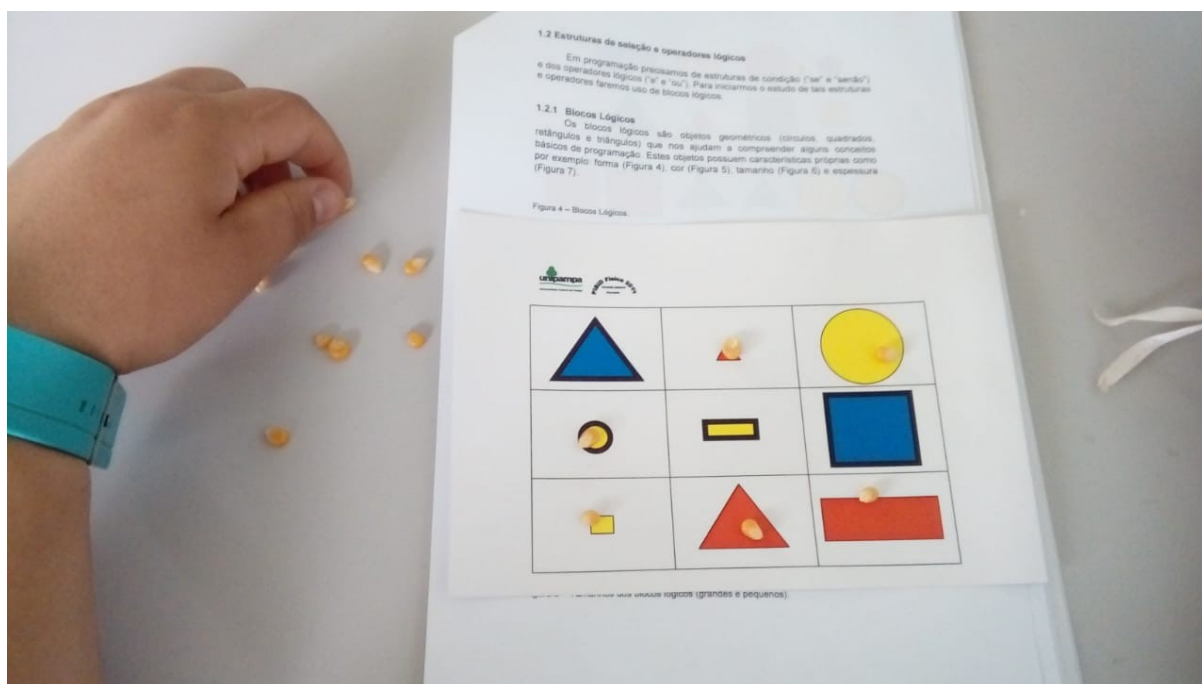 1.2 Estruturas de seleção e operadores lógicos
Em programação precisamos de estruturas de condição ("se" e "senão")
e dos operadores lógicos ("e" e "ou"). Para iniciarmos o estudo de tais estruturas
e operadores faremos uso de blocos lógicos.
1.2.1 Blocos Lógicos
Os blocos lógicos são objetos geométricos (círculos, quadrados,
retângulos e triângulos) que nos ajudam a compreender alguns conceitos
básicos de programação. Estes objetos possuem características próprias como
por exemplo: forma (Figura 4), cor (Figura 5), tamanho (Figura 6) e espessura
(Figura 7).
Figura 4 – Blocos Lógicos.
unipampa
PIBID Física
dos blocos lógicos (grandes e pequenos).